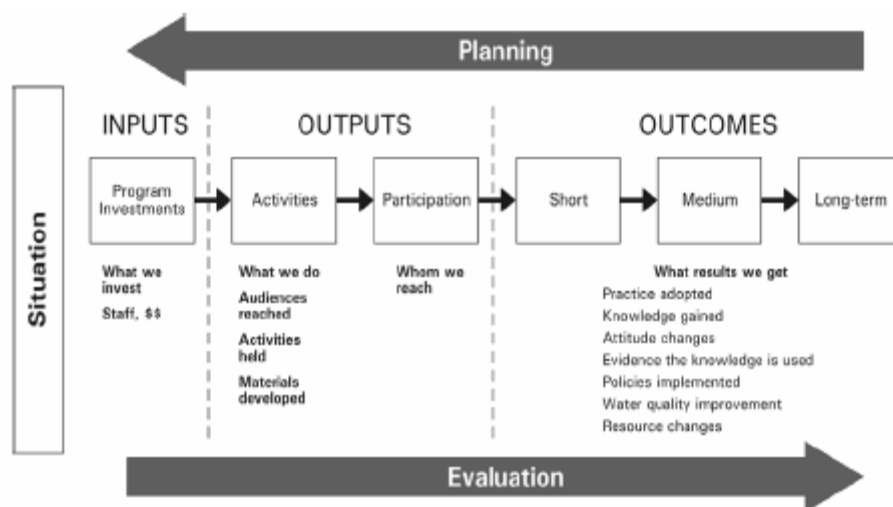 Planning
Situation
INPUTS
OUTPUTS
OUTCOMES
Program
Investments
Activities
Participation
Short
Medium
Long-term
What we
invest
Staff, $$
What we do
Audiences
reached
Activities
held
Materials
developed
Whom we
reach
What results we get
Practice adopted
Knowledge gained
Attitude changes
Evidence the knowledge is used
Policies implemented
Water quality improvement
Resource changes
Evaluation